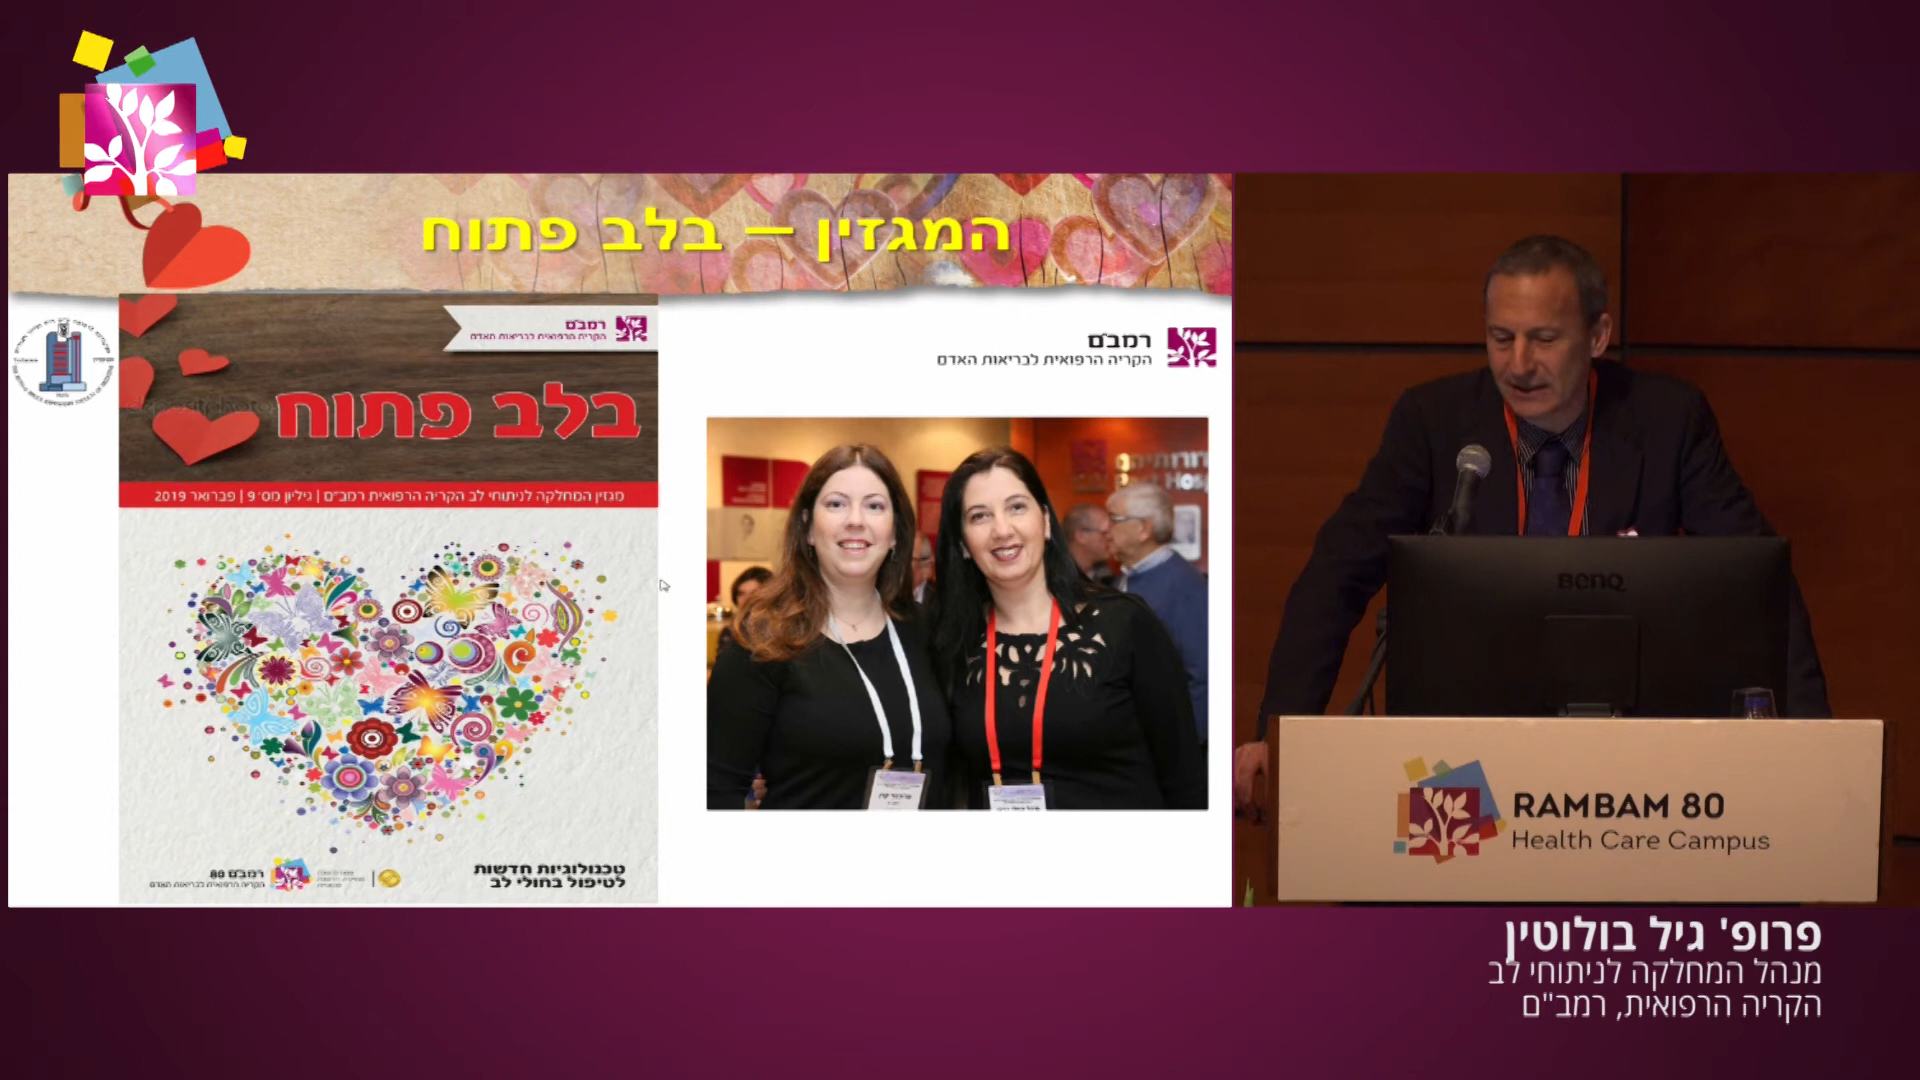 המגזין – בלב פתוח
רמב"ם
הקריה הרפואית לבריאות האדם
בלב פתוח
מגזין המחלקה לניתוחי לב הקריה הרפואית רמב"ם | גיליון מס' 9 | פברואר 2019
טכנולוגיות חדשות
לטיפול בחולי לב
רמב"ם 80
הקריה הרפואית לבריאות האדם
רמב"ם
הקריה הרפואית לבריאות האדם
BenQ
RAMBAM 80
Health Care Campus
פרופ' גיל בולוטין
מנהל המחלקה לניתוחי לב
הקריה הרפואית, רמב"ם